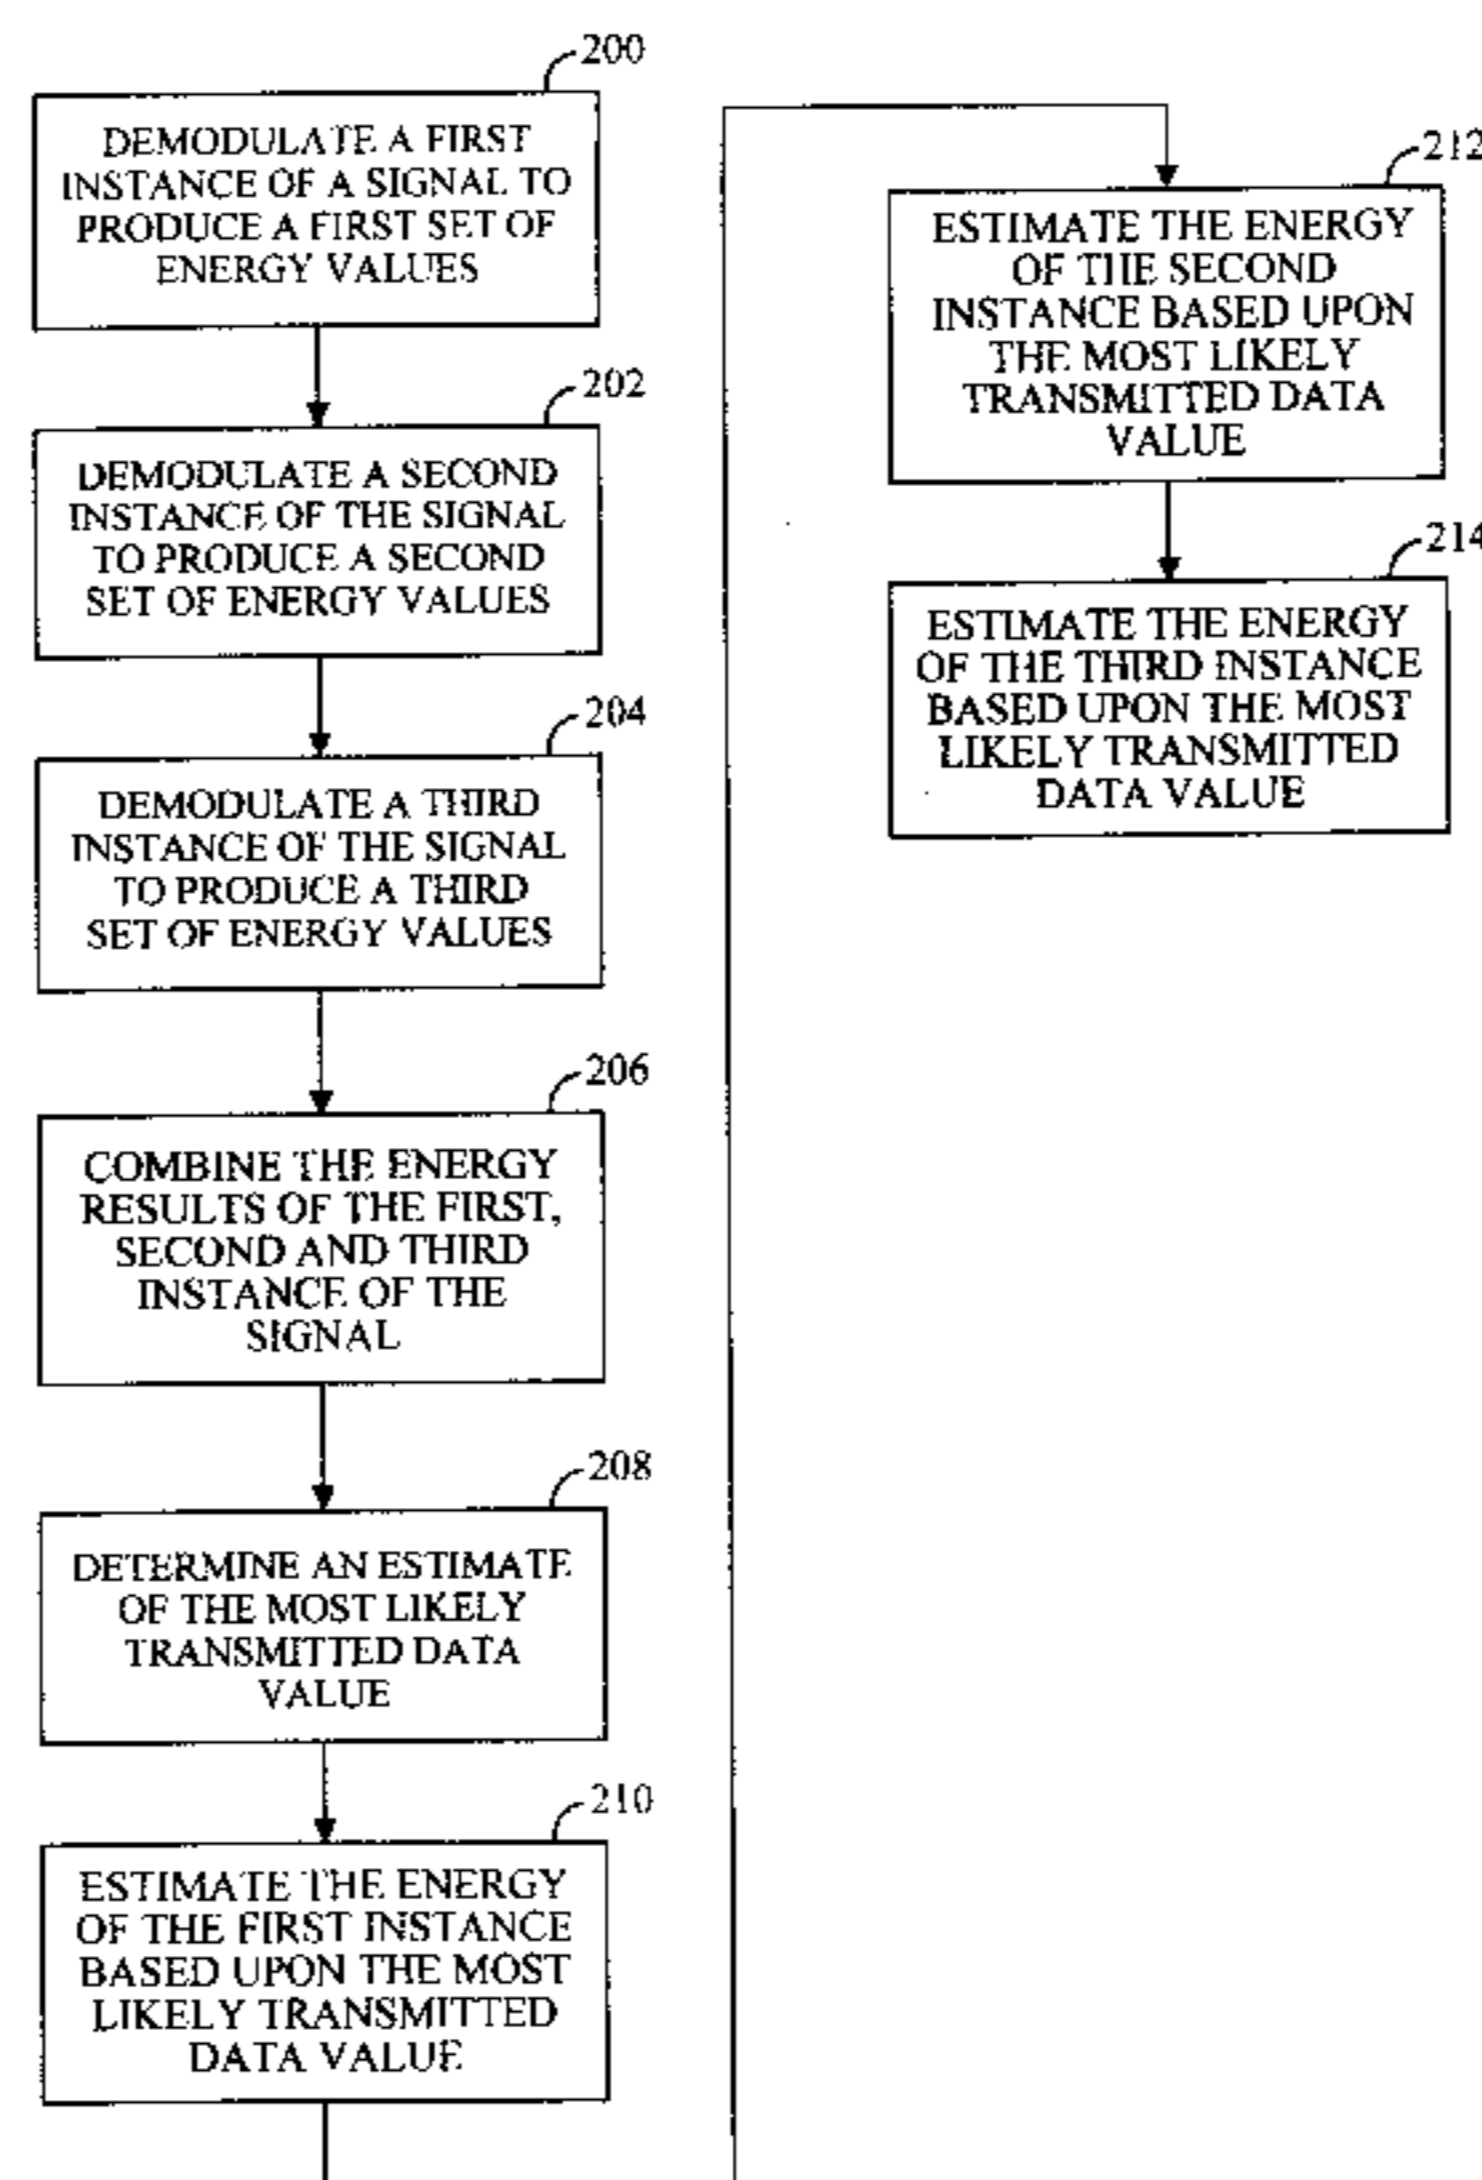 200
DEMODULATE A FIRST
INSTANCE OF A SIGNAL TO
PRODUCE A FIRST SET OF
ENERGY VALUES
202
DEMODULATE A SECOND
INSTANCE OF THE SIGNAL
TO PRODUCE A SECOND
SET OF ENERGY VALUES
204
DEMODULATE A THIRD
INSTANCE OF THE SIGNAL
TO PRODUCE A THIRD
SET OF ENERGY VALUES
206
COMBINE THE ENERGY
RESULTS OF THE FIRST,
SECOND AND THIRD
INSTANCE OF THE
SIGNAL
208
DETERMINE AN ESTIMATE
OF THE MOST LIKELY
TRANSMITTED DATA
VALUE
210
ESTIMATE THE ENERGY
OF THE FIRST INSTANCE
BASED UPON THE MOST
LIKELY TRANSMITTED
DATA VALUE
212
ESTIMATE THE ENERGY
OF THE SECOND
INSTANCE BASED UPON
THE MOST LIKELY
TRANSMITTED DATA
VALUE
214
ESTIMATE THE ENERGY
OF THE THIRD INSTANCE
BASED UPON THE MOST
LIKELY TRANSMITTED
DATA VALUE